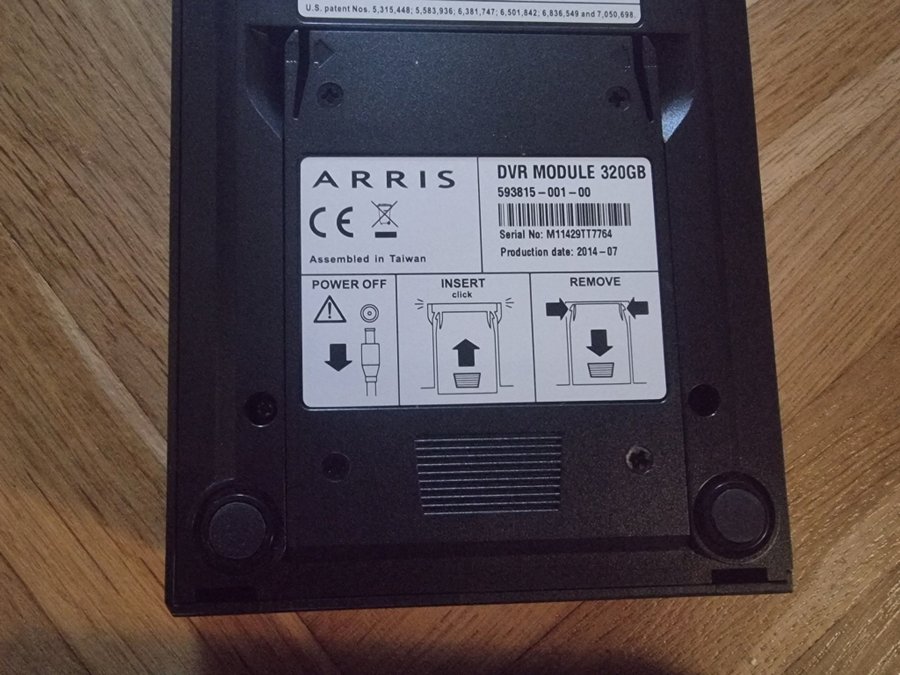 U.S. patent Nos. 5,315,448; 5,583,936; 6,381,747; 6,501,842; 6,836,549 and 7,050,698.
ARRIS
CE
Assembled in Taiwan
DVR MODULE 320GB
593815-001-00
Serial No: M11429TT7764
Production date: 2014-07
POWER OFF
INSERT
click
REMOVE